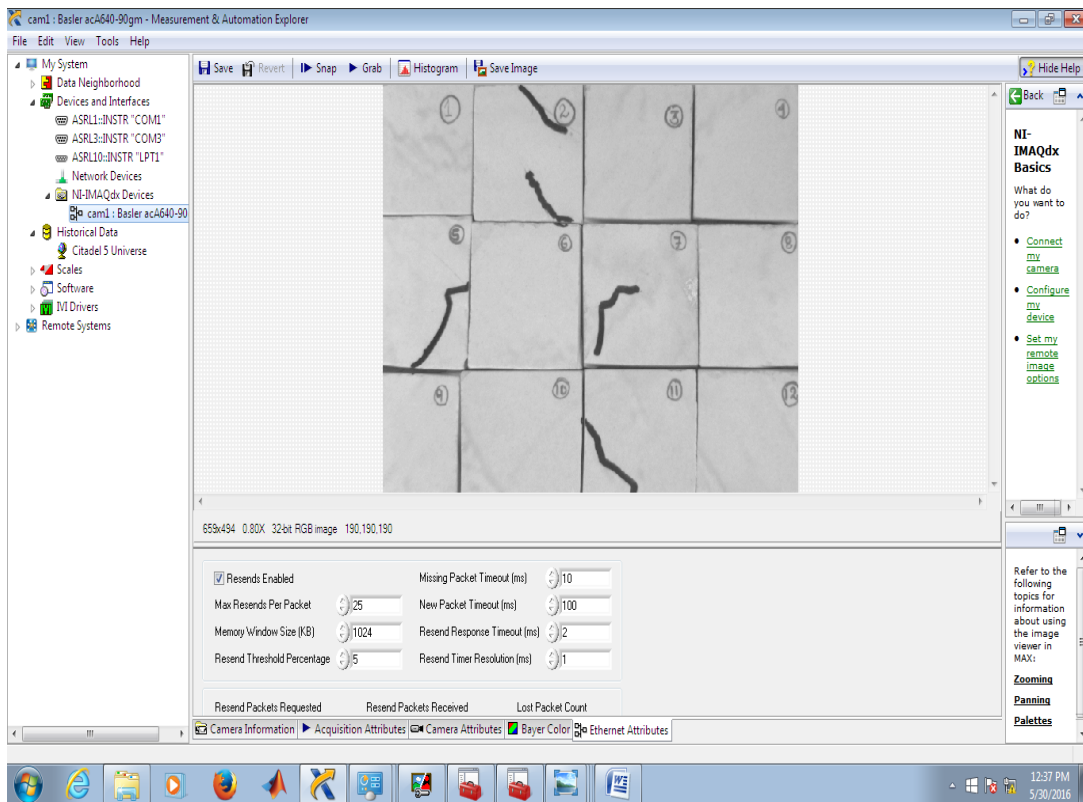 cam1 : Basler acA640-90gm - Measurement & Automation Explorer
File Edit View Tools Help
My System
Data Neighborhood
Devices and Interfaces
ASRL1::INSTR "COM1"
ASRL3::INSTR "COM3"
ASRL10::INSTR "LPT1"
Network Devices
NI-IMAQdx Devices
cam1 : Basler acA640-90
Historical Data
Citadel 5 Universe
Scales
Software
IVI Drivers
Remote Systems
Save Revert Snap Grab Histogram Save Image
Hide Help
1 2 3 4
5 6 7 8
9 10 11 12
659x494 0.80X 32-bit RGB image 190,190,190
Resends Enabled Missing Packet Timeout (ms) 10
Max Resends Per Packet 25 New Packet Timeout (ms) 100
Memory Window Size (KB) 1024 Resend Response Timeout (ms) 2
Resend Threshold Percentage 5 Resend Timer Resolution (ms) 1
Resend Packets Requested Resend Packets Received Lost Packet Count
Camera Information Acquisition Attributes Camera Attributes Bayer Color Ethernet Attributes
Back
NI-
IMAQdx
Basics
What do
you want to
do?
Connect
my
camera
Configure
my
device
Set my
remote
image
options
Refer to the
following
topics for
information
about using
the image
viewer in
MAX:
Zooming
Panning
Palettes
12:37 PM
5/30/2016